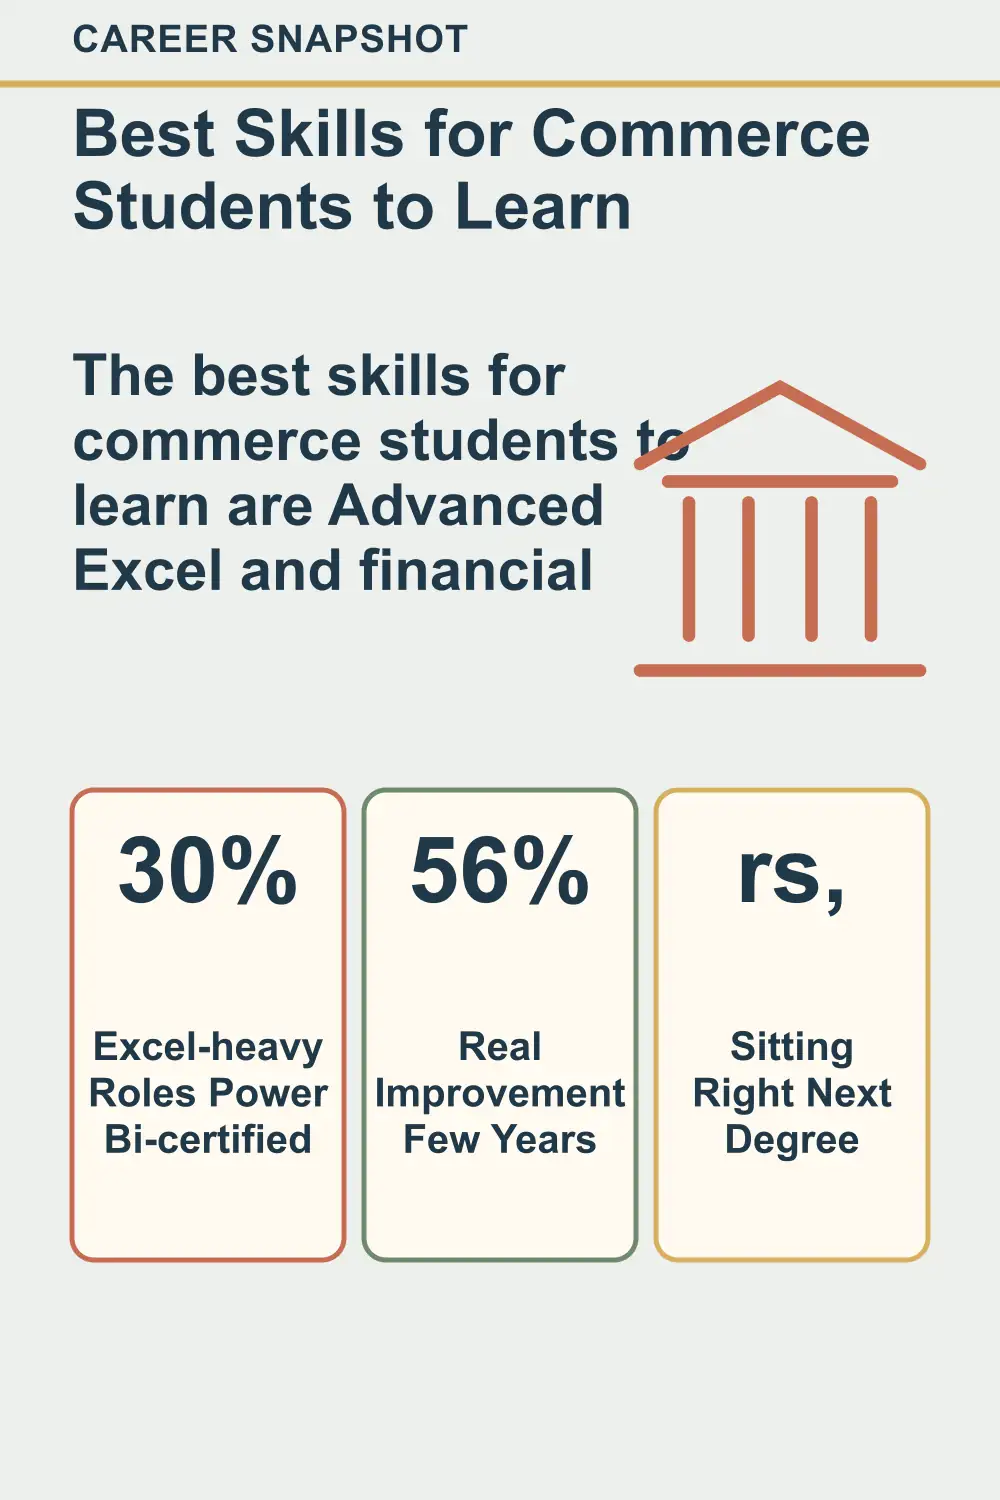 CAREER SNAPSHOT
Best Skills for Commerce
Students to Learn
The best skills for
commerce students to
learn are Advanced
Excel and financial
30%
56%
rs,
Excel-heavy
Roles Power
Bi-certified
Real
Improvement
Few Years
Sitting
Right Next
Degree